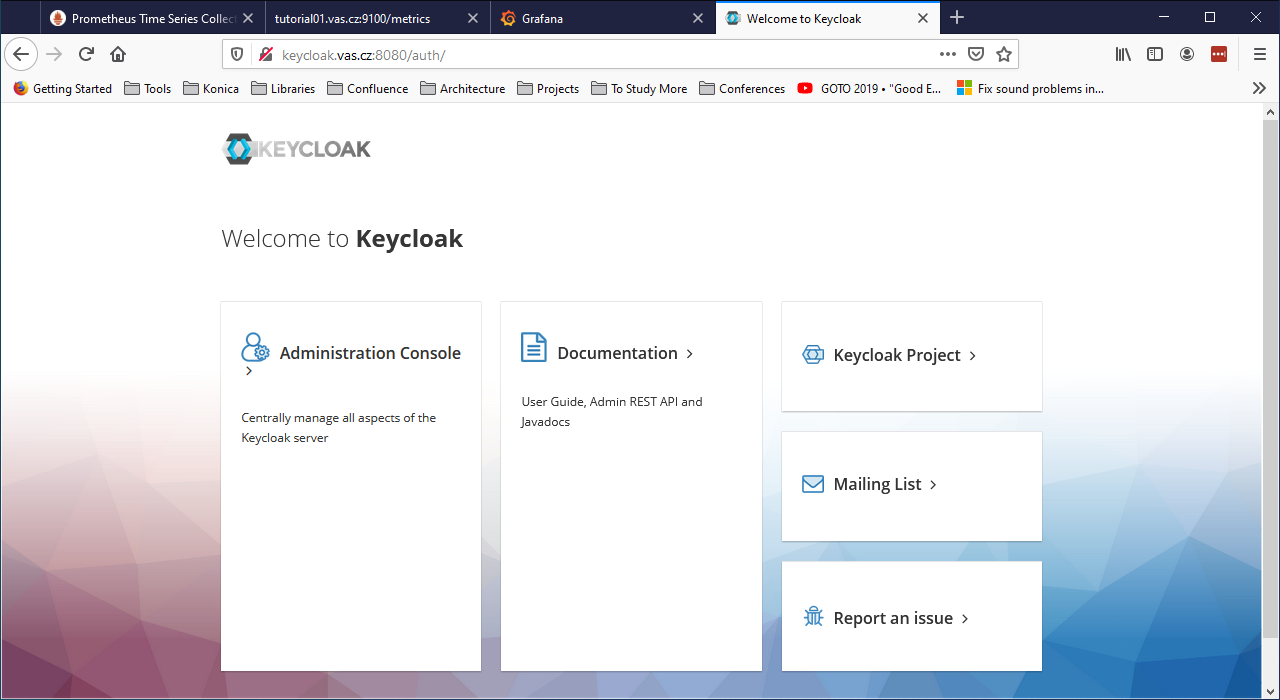 Prometheus Time Series Collec
tutorial01.vas.cz:9100/metrics
Grafana
Welcome to Keycloak
keycloak.vas.cz:8080/auth/
Getting Started
Tools
Konica
Libraries
Confluence
Architecture
Projects
To Study More
Conferences
GOTO 2019 • "Good E...
Fix sound problems in...
KEYCLOAK
Welcome to Keycloak
Administration Console
Centrally manage all aspects of the
Keycloak server
Documentation
User Guide, Admin REST API and
Javadocs
Keycloak Project
Mailing List
Report an issue